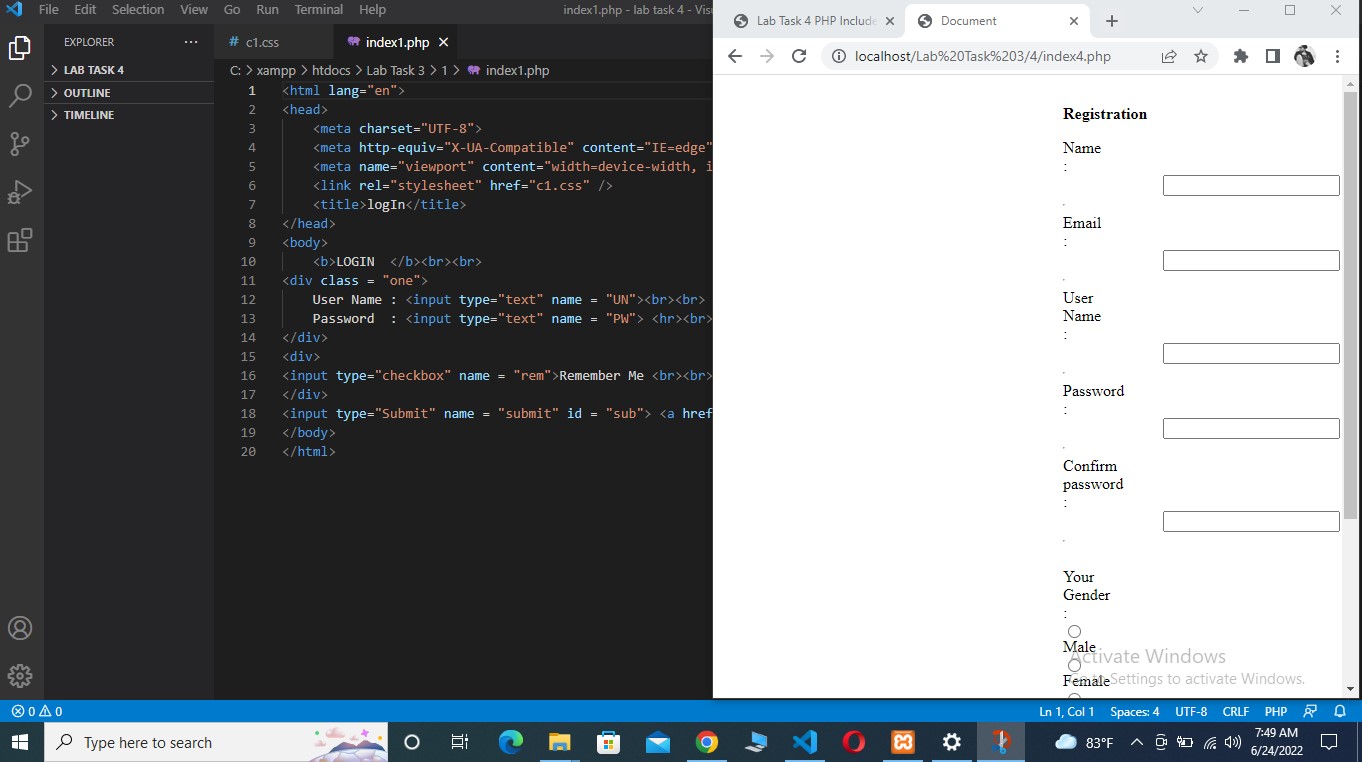 File Edit Selection View Go Run Terminal Help
index1.php - lab task 4 - Visu
EXPLORER ...
LAB TASK 4
OUTLINE
TIMELINE
# c1.css
index1.php
C: > xampp > htdocs > Lab Task 3 > 1 > index1.php
1 <html lang="en">
2 <head>
3 <meta charset="UTF-8">
4 <meta http-equiv="X-UA-Compatible" content="IE=edge"
5 <meta name="viewport" content="width=device-width, i
6 <link rel="stylesheet" href="c1.css" />
7 <title>logIn</title>
8 </head>
9 <body>
10 <b>LOGIN  </b><br><br>
11 <div class = "one">
12 User Name : <input type="text" name = "UN"><br><br>
13 Password  : <input type="text" name = "PW"> <hr><br>
14 </div>
15 <div>
16 <input type="checkbox" name = "rem">Remember Me <br><br>
17 </div>
18 <input type="Submit" name = "submit" id = "sub"> <a href
19 </body>
20 </html>
Lab Task 4 PHP Include
Document
localhost/Lab%20Task%203/4/index4.php
Registration
Name
:
Email
:
User
Name
:
Password
:
Confirm
password
:
Your
Gender
:
Male
Female
Activate Windows
Go to Settings to activate Windows.
0 0
Ln 1, Col 1 Spaces: 4 UTF-8 CRLF PHP
Type here to search
83°F
7:49 AM
6/24/2022